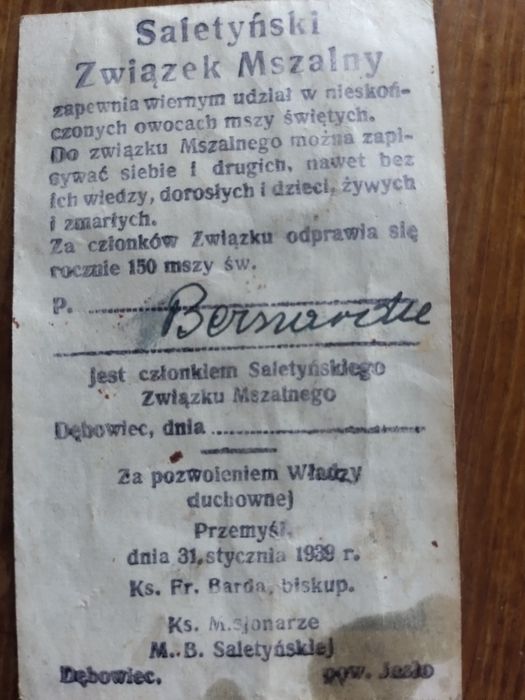 Saletyński
Związek Mszalny
zapewnia wiernym udział w nieskoń-
czonych owocach mszy świętych.
Do związku Mszalnego można zapi-
sywać siebie i drugich, nawet bez
ich wiedzy, dorosłych i dzieci, żywych
i zmarłych.
Za członków Związku odprawia się
rocznie 150 mszy św.
P.
jest członkiem Saletyńskiego
Związku Mszalnego
Dębowiec, dnia
Za pozwoleniem Władzy
duchownej
Przemyśl,
dnia 31.stycznia 1939 r.
Ks. Fr. Barda, biskup.
Ks. M.sjonarze
M. B. Saletyńskiej
Dębowiec. pow. Jasło